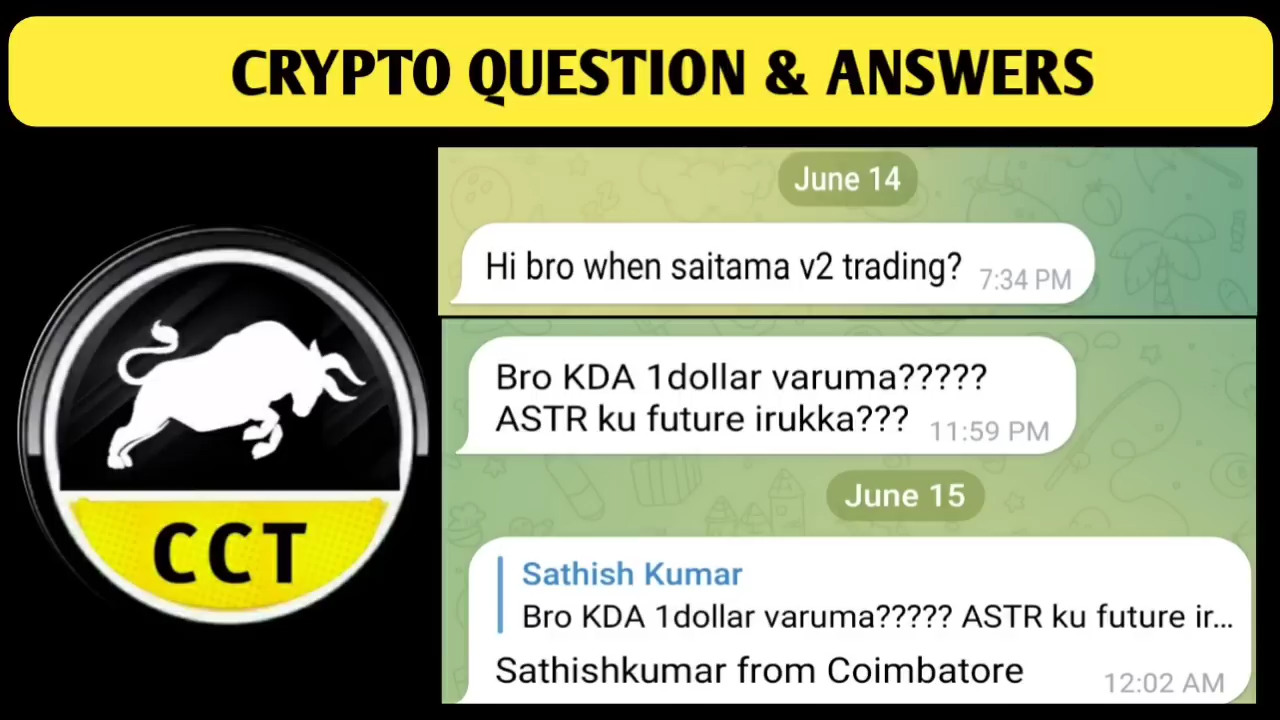 CRYPTO QUESTION & ANSWERS
CCT
June 14
Hi bro when saitama v2 trading? 7:34 PM
Bro KDA 1dollar varuma?????
ASTR ku future irukka??? 11:59 PM
June 15
Sathish Kumar
Bro KDA 1dollar varuma????? ASTR ku future ir...
Sathishkumar from Coimbatore 12:02 AM